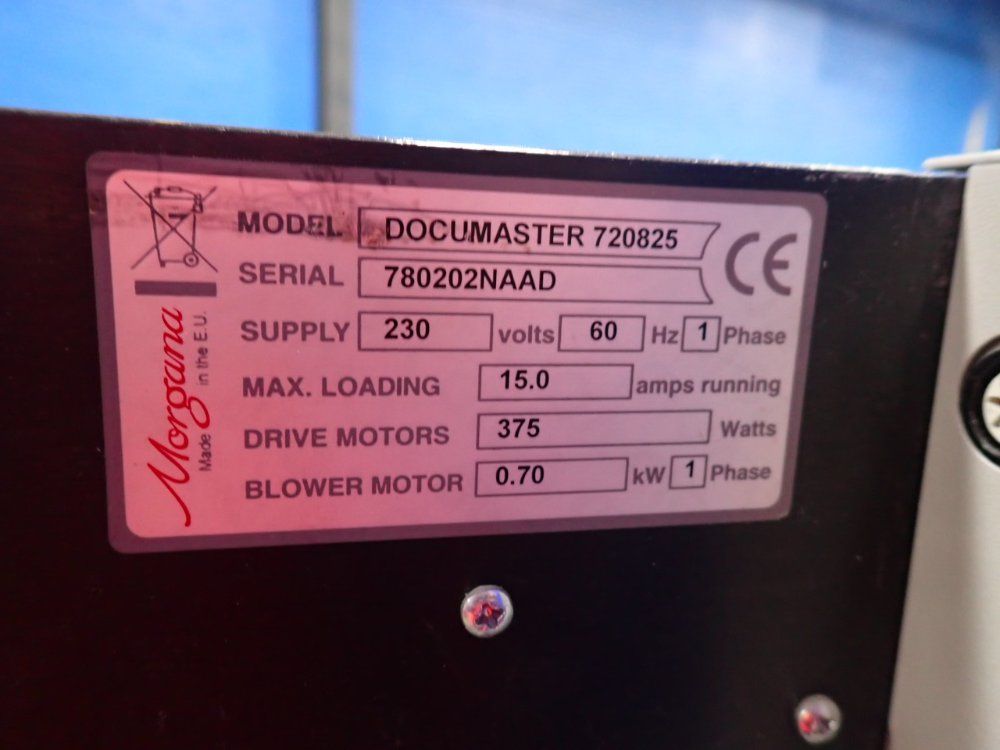 MODEL DOCUMASTER 720825
SERIAL 780202NAAD
SUPPLY 230 volts 60 Hz 1 Phase
MAX. LOADING 15.0 amps running
DRIVE MOTORS 375 Watts
BLOWER MOTOR 0.70 kW 1 Phase
CE
Morgana
Made in the E.U.